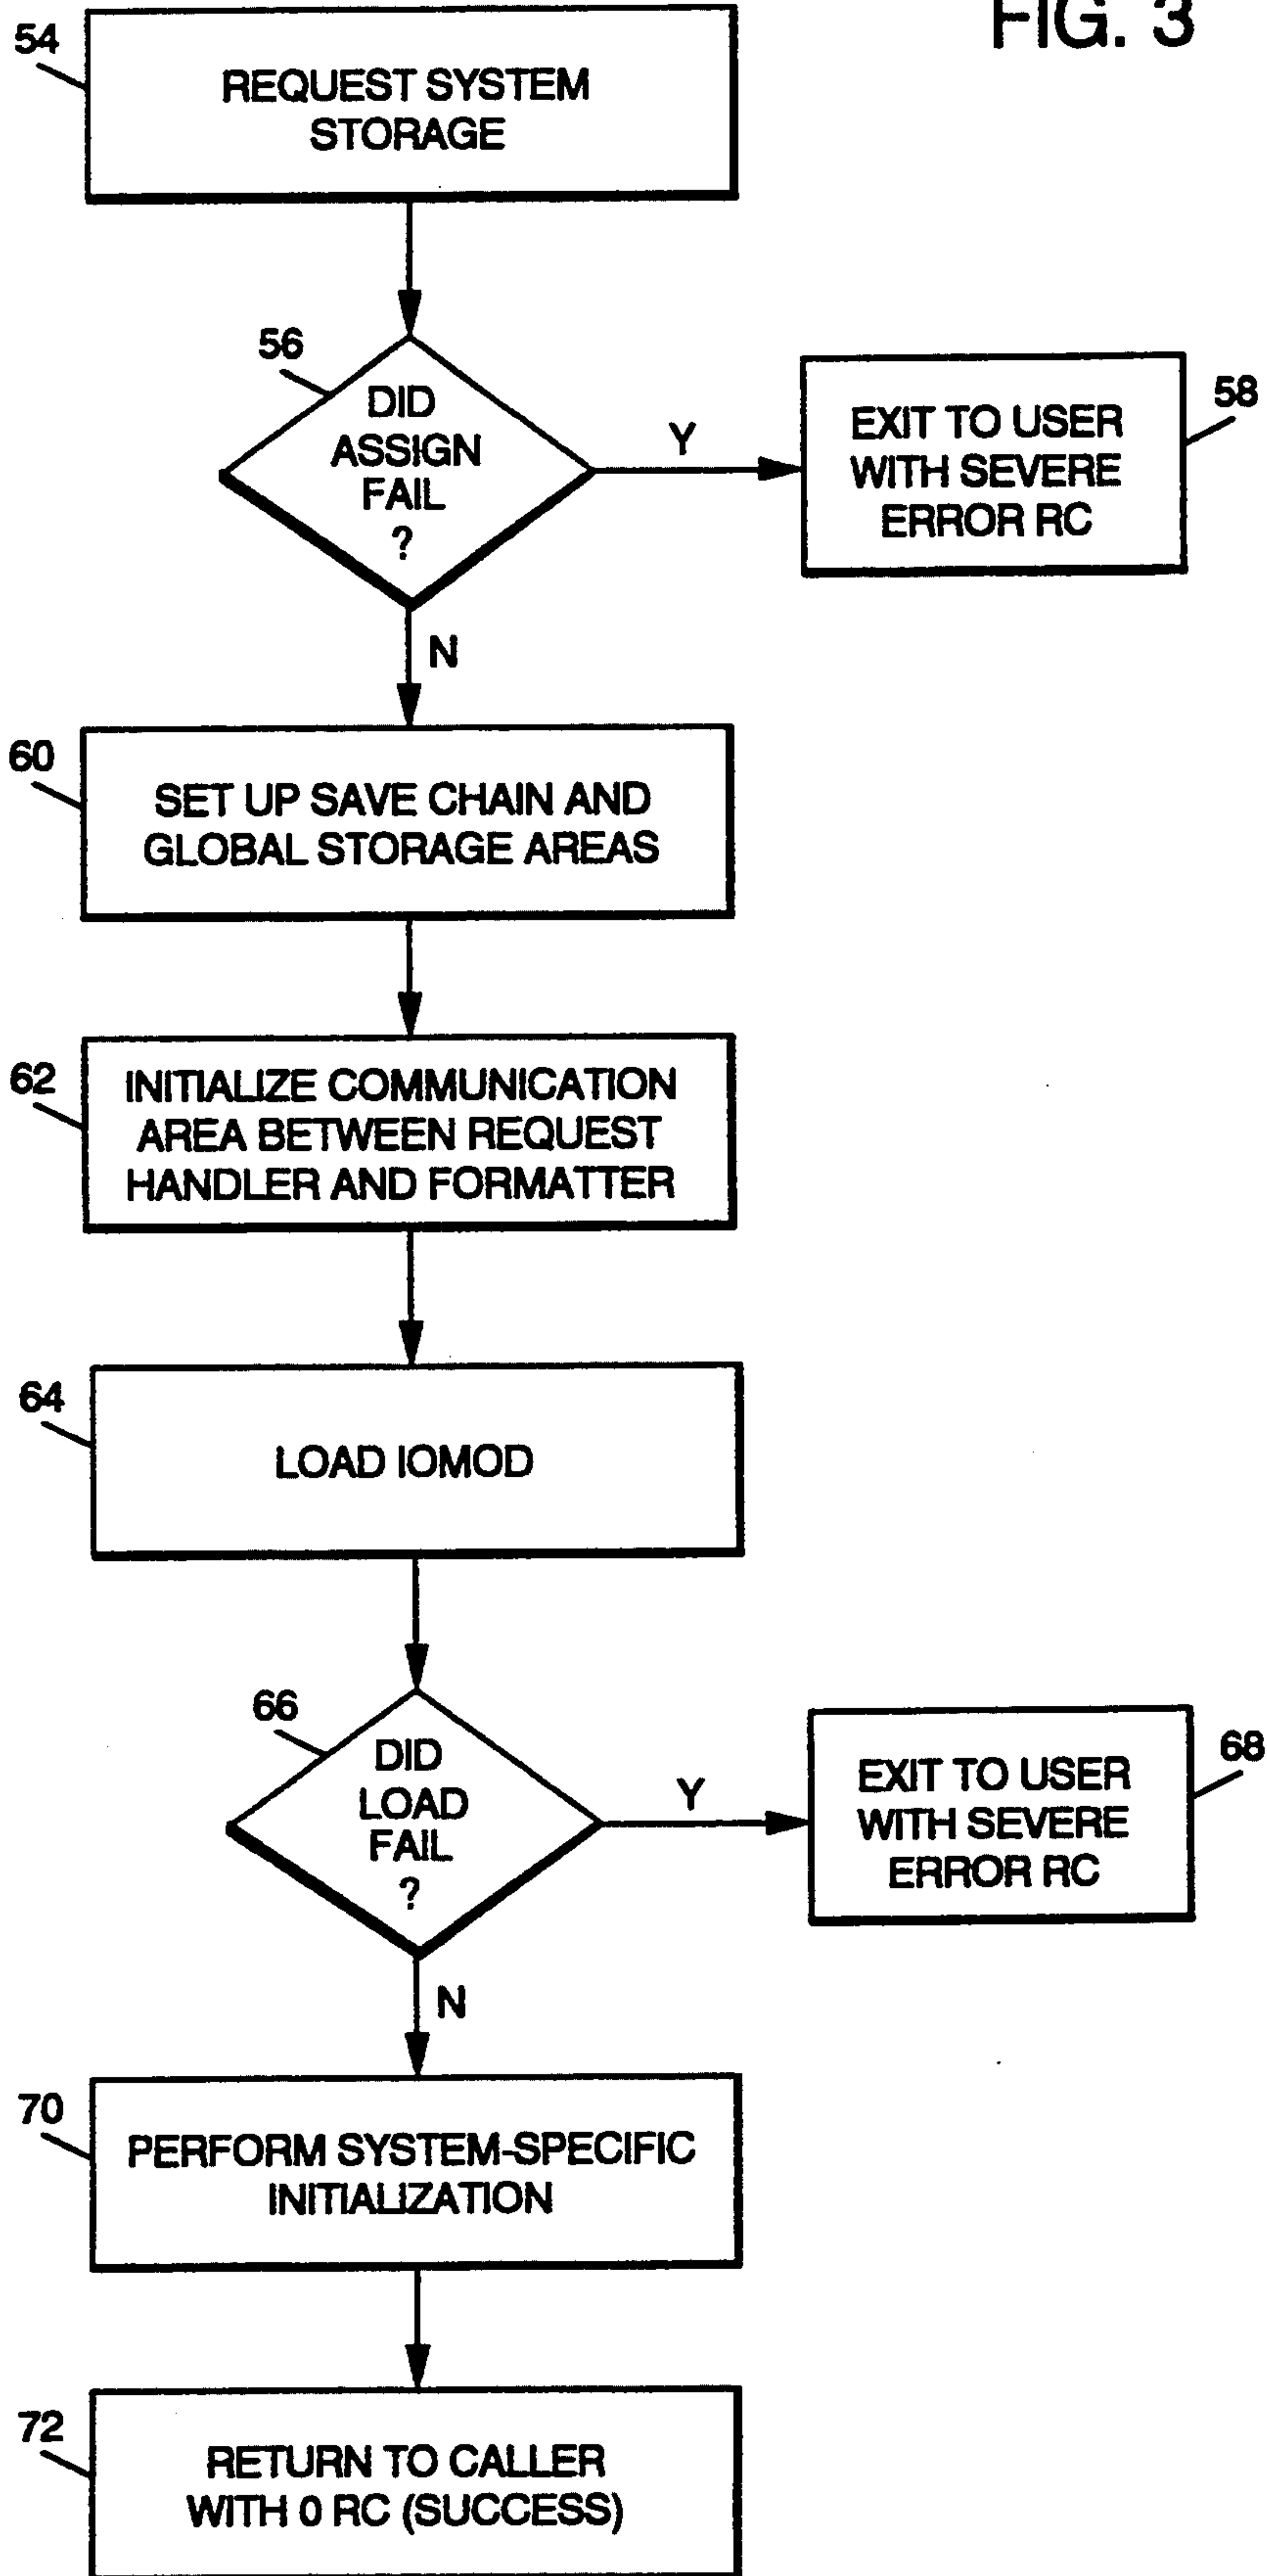 FIG. 3
54
REQUEST SYSTEM
STORAGE
56
DID
ASSIGN
FAIL
?
Y
58
EXIT TO USER
WITH SEVERE
ERROR RC
N
60
SET UP SAVE CHAIN AND
GLOBAL STORAGE AREAS
62
INITIALIZE COMMUNICATION
AREA BETWEEN REQUEST
HANDLER AND FORMATTER
64
LOAD IOMOD
66
DID
LOAD
FAIL
?
Y
68
EXIT TO USER
WITH SEVERE
ERROR RC
N
70
PERFORM SYSTEM-SPECIFIC
INITIALIZATION
72
RETURN TO CALLER
WITH 0 RC (SUCCESS)